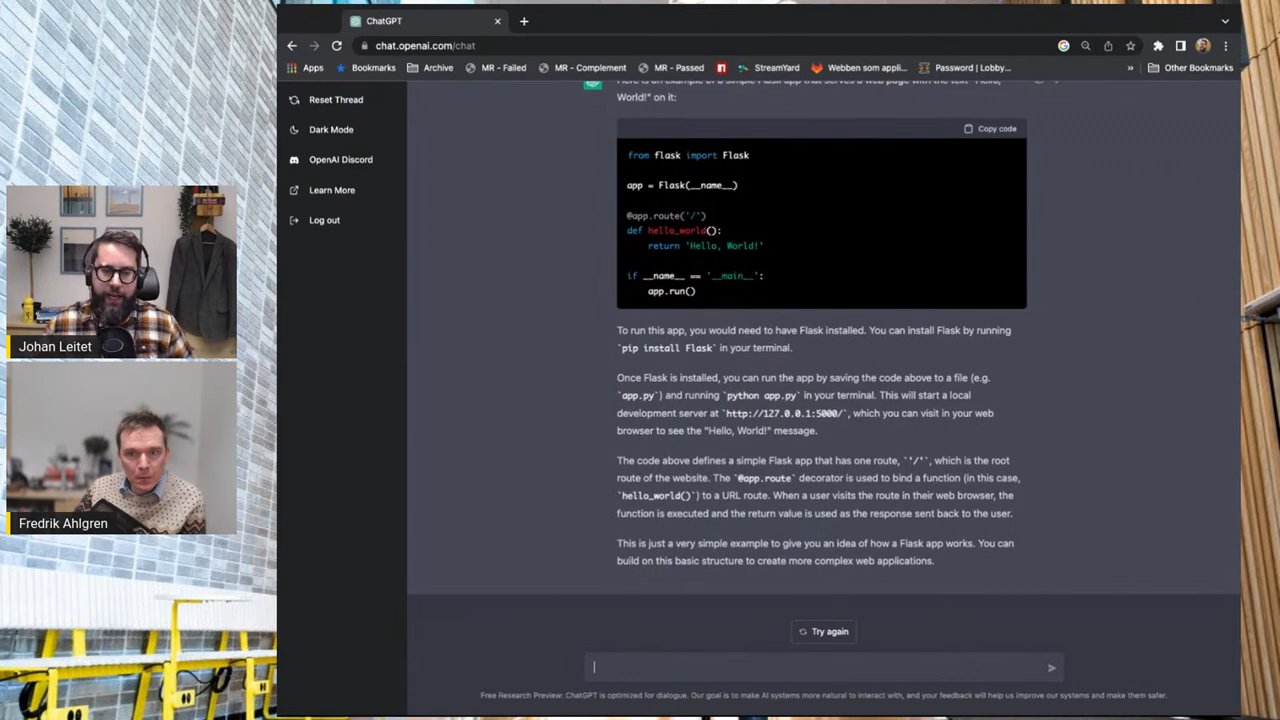 ChatGPT
chat.openai.com/chat
Apps
Bookmarks
Archive
MR - Failed
MR - Complement
MR - Passed
StreamYard
Webben som appli...
Password | Lobby...
»
Other Bookmarks
Reset Thread
Dark Mode
OpenAI Discord
Learn More
Log out
Here is an example of a simple Flask app that serves a web page with the text "Hello,
World!" on it:
Copy code
from flask import Flask
app = Flask(__name__)
@app.route('/')
def hello_world():
return 'Hello, World!'
if __name__ == '__main__':
app.run()
To run this app, you would need to have Flask installed. You can install Flask by running
`pip install Flask` in your terminal.
Once Flask is installed, you can run the app by saving the code above to a file (e.g.
`app.py`) and running `python app.py` in your terminal. This will start a local
development server at `http://127.0.0.1:5000/`, which you can visit in your web
browser to see the "Hello, World!" message.
The code above defines a simple Flask app that has one route, `'/'`, which is the root
route of the website. The `@app.route` decorator is used to bind a function (in this case,
`hello_world()`) to a URL route. When a user visits the route in their web browser, the
function is executed and the return value is used as the response sent back to the user.
This is just a very simple example to give you an idea of how a Flask app works. You can
build on this basic structure to create more complex web applications.
Try again
Free Research Preview: ChatGPT is optimized for dialogue. Our goal is to make AI systems more natural to interact with, and your feedback will help us improve our systems and make them safer.
Johan Leitet
Fredrik Ahlgren